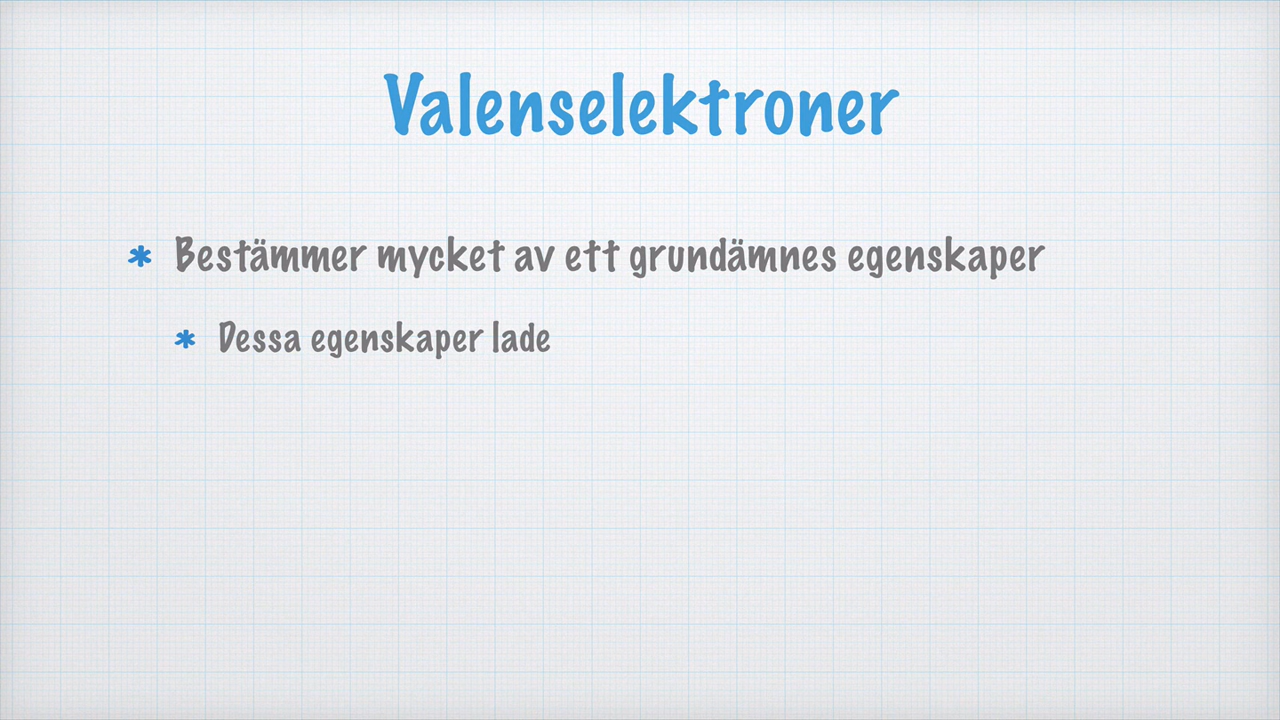 Valenselektroner
* Bestämmer mycket av ett grundämnes egenskaper
* Dessa egenskaper lade